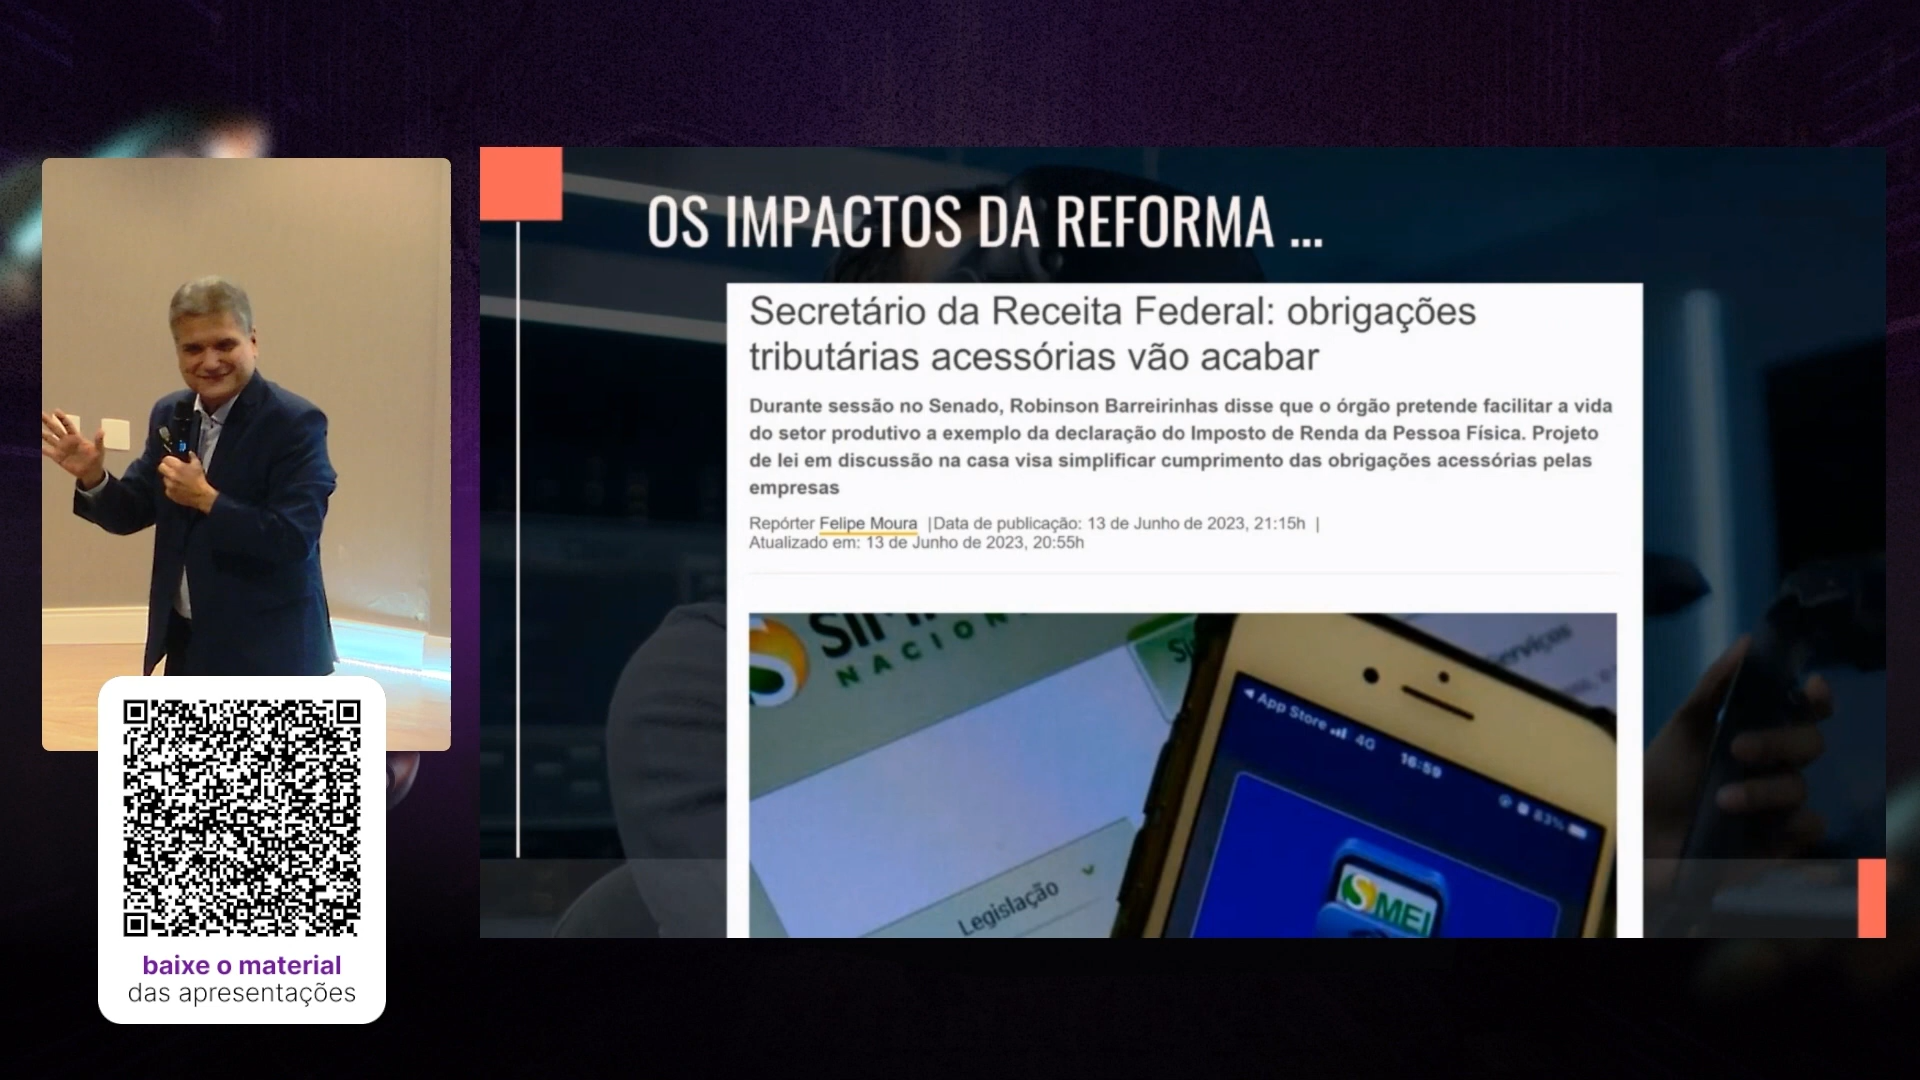 OS IMPACTOS DA REFORMA ...
Secretário da Receita Federal: obrigações
tributárias acessórias vão acabar
Durante sessão no Senado, Robinson Barreirinhas disse que o órgão pretende facilitar a vida
do setor produtivo a exemplo da declaração do Imposto de Renda da Pessoa Física. Projeto
de lei em discussão na casa visa simplificar cumprimento das obrigações acessórias pelas
empresas
Repórter Felipe Moura |Data de publicação: 13 de Junho de 2023, 21:15h |
Atualizado em: 13 de Junho de 2023, 20:55h
NACION
App Store 4G
16:59
83%
Legislação
MEI
baixe o material
das apresentações